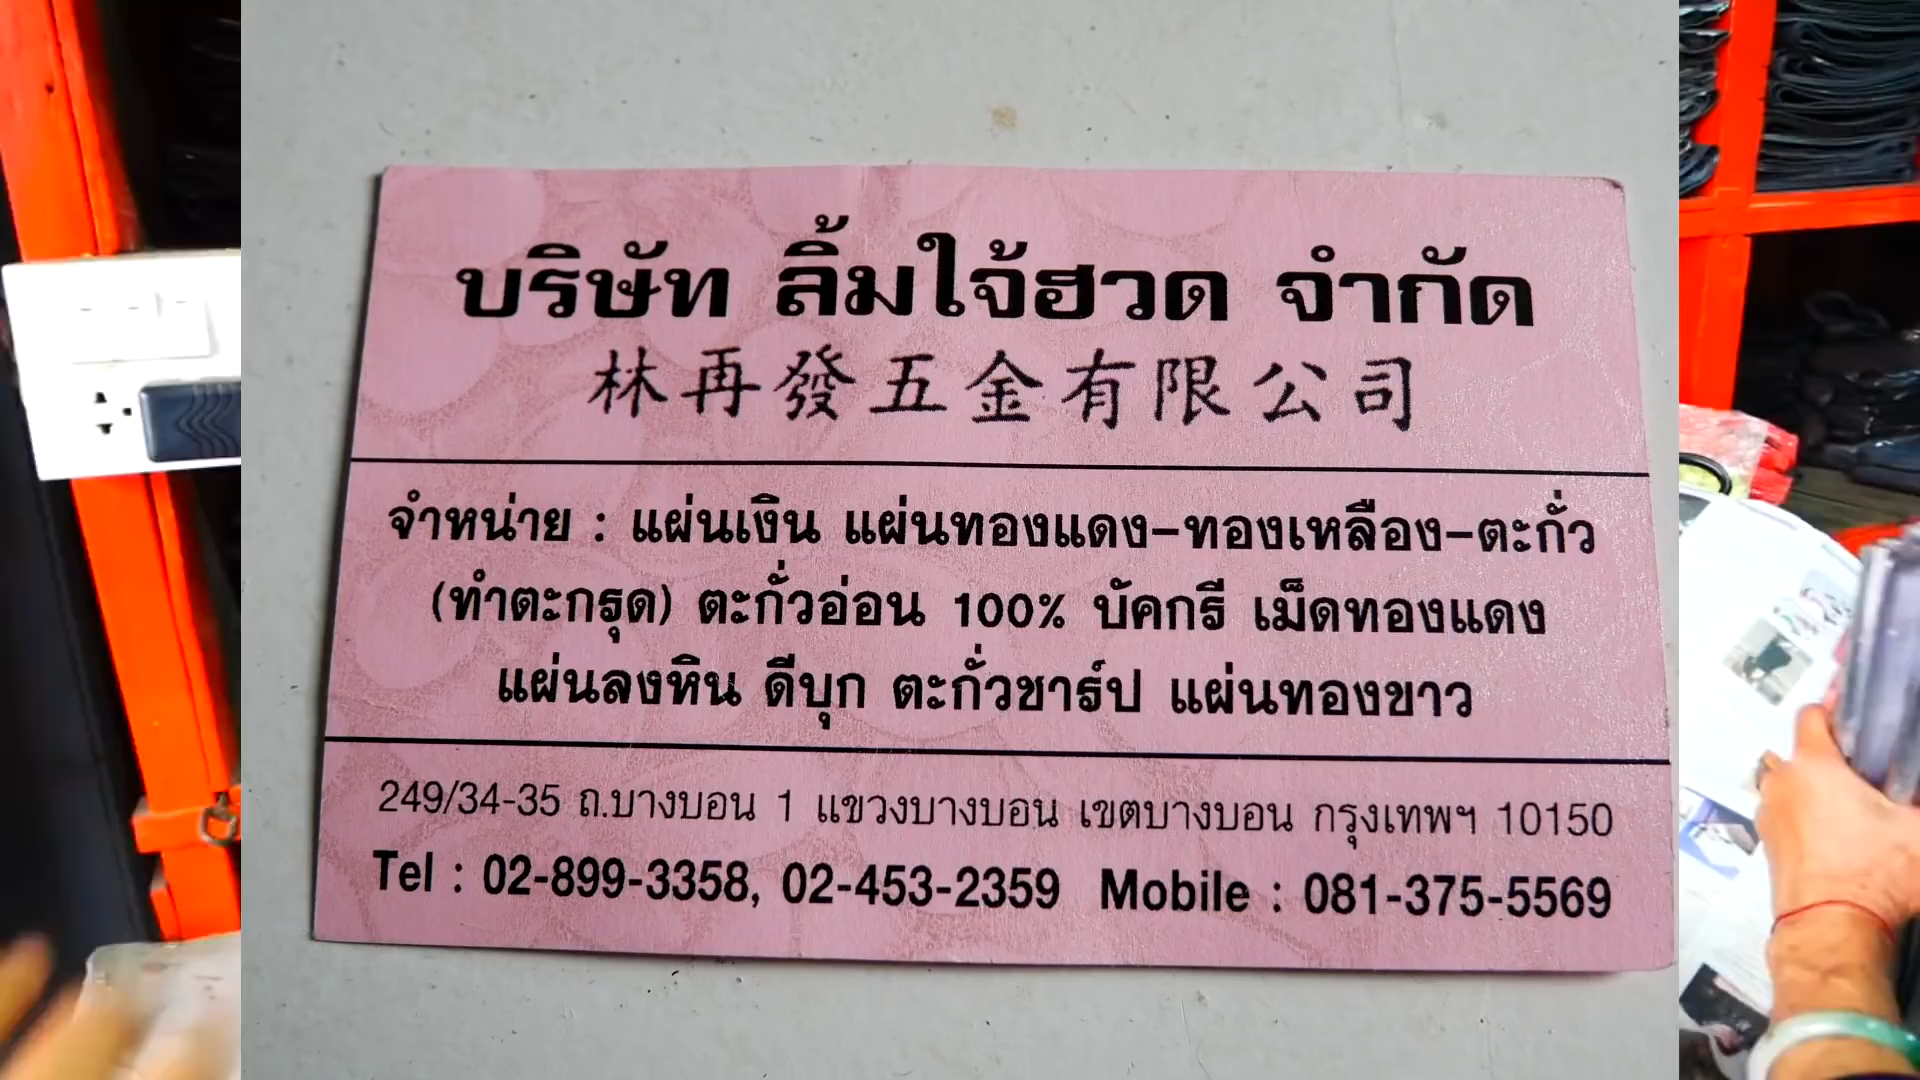 บริษัท ลิ้มใจ้ฮวด จำกัด
林再發五金有限公司
จำหน่าย : แผ่นเงิน แผ่นทองแดง-ทองเหลือง-ตะกั่ว
(ทำตะกรุด) ตะกั่วอ่อน 100% บัคกรี เม็ดทองแดง
แผ่นลงหิน ดีบุก ตะกั่วชาร์ป แผ่นทองขาว
249/34-35 ถ.บางบอน 1 แขวงบางบอน เขตบางบอน กรุงเทพฯ 10150
Tel : 02-899-3358, 02-453-2359 Mobile : 081-375-5569